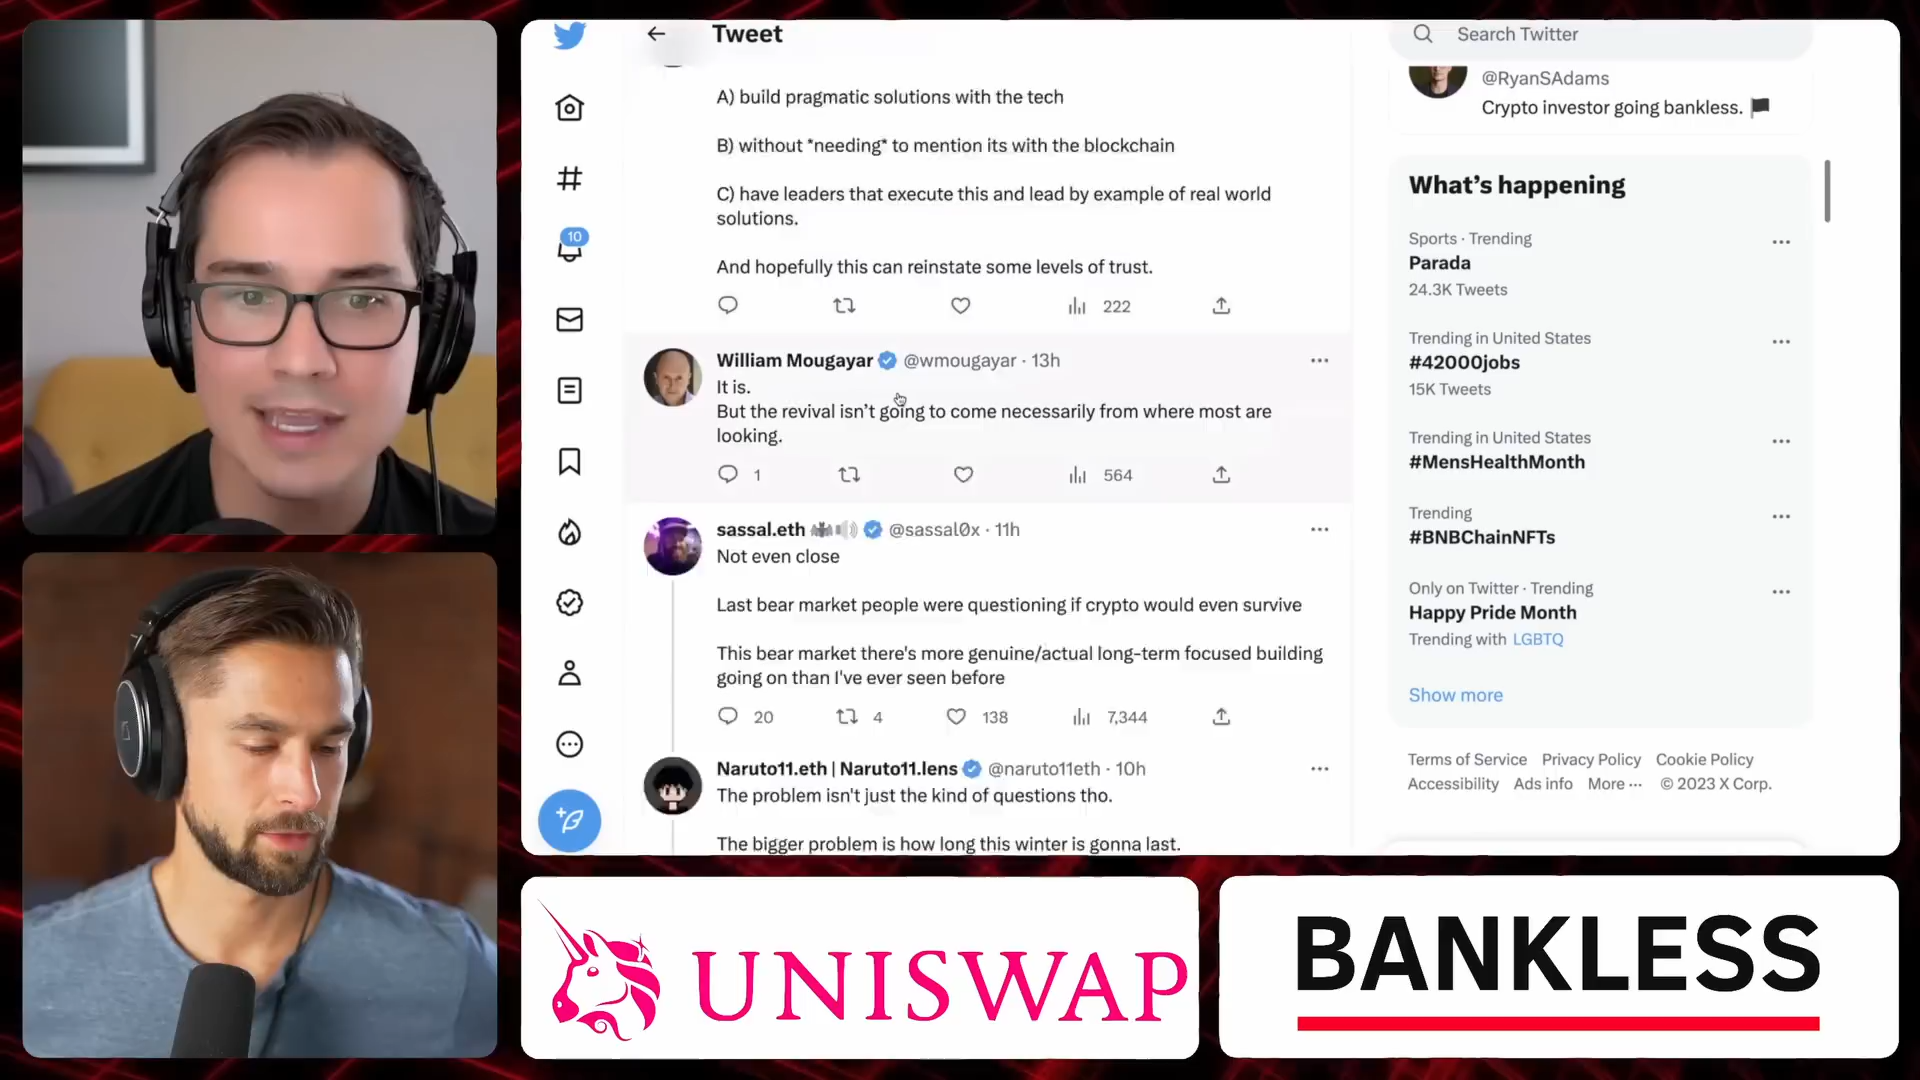 Tweet
A) build pragmatic solutions with the tech
B) without *needing* to mention its with the blockchain
C) have leaders that execute this and lead by example of real world
solutions.
And hopefully this can reinstate some levels of trust.
222
10
William Mougayar @wmougayar · 13h
It is.
But the revival isn't going to come necessarily from where most are
looking.
1 564
sassal.eth @sassal0x · 11h
Not even close
Last bear market people were questioning if crypto would even survive
This bear market there's more genuine/actual long-term focused building
going on than I've ever seen before
20 4 138 7,344
Naruto11.eth | Naruto11.lens @naruto11eth · 10h
The problem isn't just the kind of questions tho.
The bigger problem is how long this winter is gonna last.
Search Twitter
@RyanSAdams
Crypto investor going bankless.
What's happening
Sports · Trending
Parada
24.3K Tweets
Trending in United States
#42000jobs
15K Tweets
Trending in United States
#MensHealthMonth
Trending
#BNBChainNFTs
Only on Twitter · Trending
Happy Pride Month
Trending with LGBTQ
Show more
Terms of Service Privacy Policy Cookie Policy
Accessibility Ads info More ··· © 2023 X Corp.
UNISWAP
BANKLESS